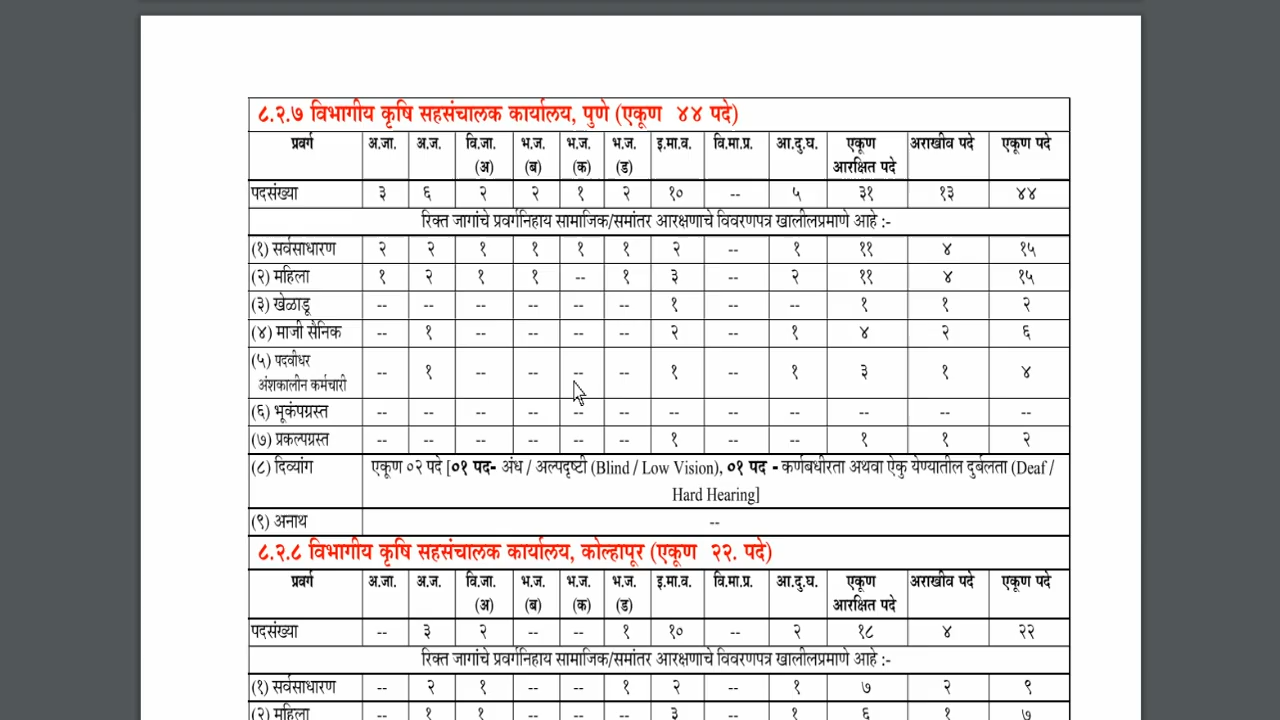 ८.२.७ विभागीय कृषि सहसंचालक कार्यालय, पुणे (एकूण ४४ पदे)
प्रवर्ग अ.जा. अ.ज. वि.जा. (अ) भ.ज. (ब) भ.ज. (क) भ.ज. (ड) इ.मा.व. वि.मा.प्र. आ.दु.घ. एकूण आरक्षित पदे अराखीव पदे एकूण पदे
पदसंख्या ३ ६ २ २ १ २ १० -- ५ ३१ १३ ४४
रिक्त जागांचे प्रवर्गनिहाय सामाजिक/समांतर आरक्षणाचे विवरणपत्र खालीलप्रमाणे आहे :-
(१) सर्वसाधारण २ २ १ १ १ १ २ -- १ ११ ४ १५
(२) महिला १ २ १ १ -- १ ३ -- २ ११ ४ १५
(३) खेळाडू -- -- -- -- -- -- १ -- -- १ १ २
(४) माजी सैनिक -- १ -- -- -- -- २ -- १ ४ २ ६
(५) पदवीधर अंशकालीन कर्मचारी -- १ -- -- -- -- १ -- १ ३ १ ४
(६) भूकंपग्रस्त -- -- -- -- -- -- -- -- -- -- -- --
(७) प्रकल्पग्रस्त -- -- -- -- -- -- १ -- -- १ १ २
(८) दिव्यांग एकूण ०२ पदे [०१ पद- अंध / अल्पदृष्टी (Blind / Low Vision), ०१ पद - कर्णबधीरता अथवा ऐकु येण्यातील दुर्बलता (Deaf /
Hard Hearing]
(९) अनाथ --
८.२.८ विभागीय कृषि सहसंचालक कार्यालय, कोल्हापूर (एकूण २२. पदे)
प्रवर्ग अ.जा. अ.ज. वि.जा. (अ) भ.ज. (ब) भ.ज. (क) भ.ज. (ड) इ.मा.व. वि.मा.प्र. आ.दु.घ. एकूण आरक्षित पदे अराखीव पदे एकूण पदे
पदसंख्या -- ३ २ -- -- १ १० -- २ १८ ४ २२
रिक्त जागांचे प्रवर्गनिहाय सामाजिक/समांतर आरक्षणाचे विवरणपत्र खालीलप्रमाणे आहे :-
(१) सर्वसाधारण -- २ १ -- -- १ २ -- १ ७ २ ९
(२) महिला -- १ १ -- -- -- ३ -- १ ६ १ ७